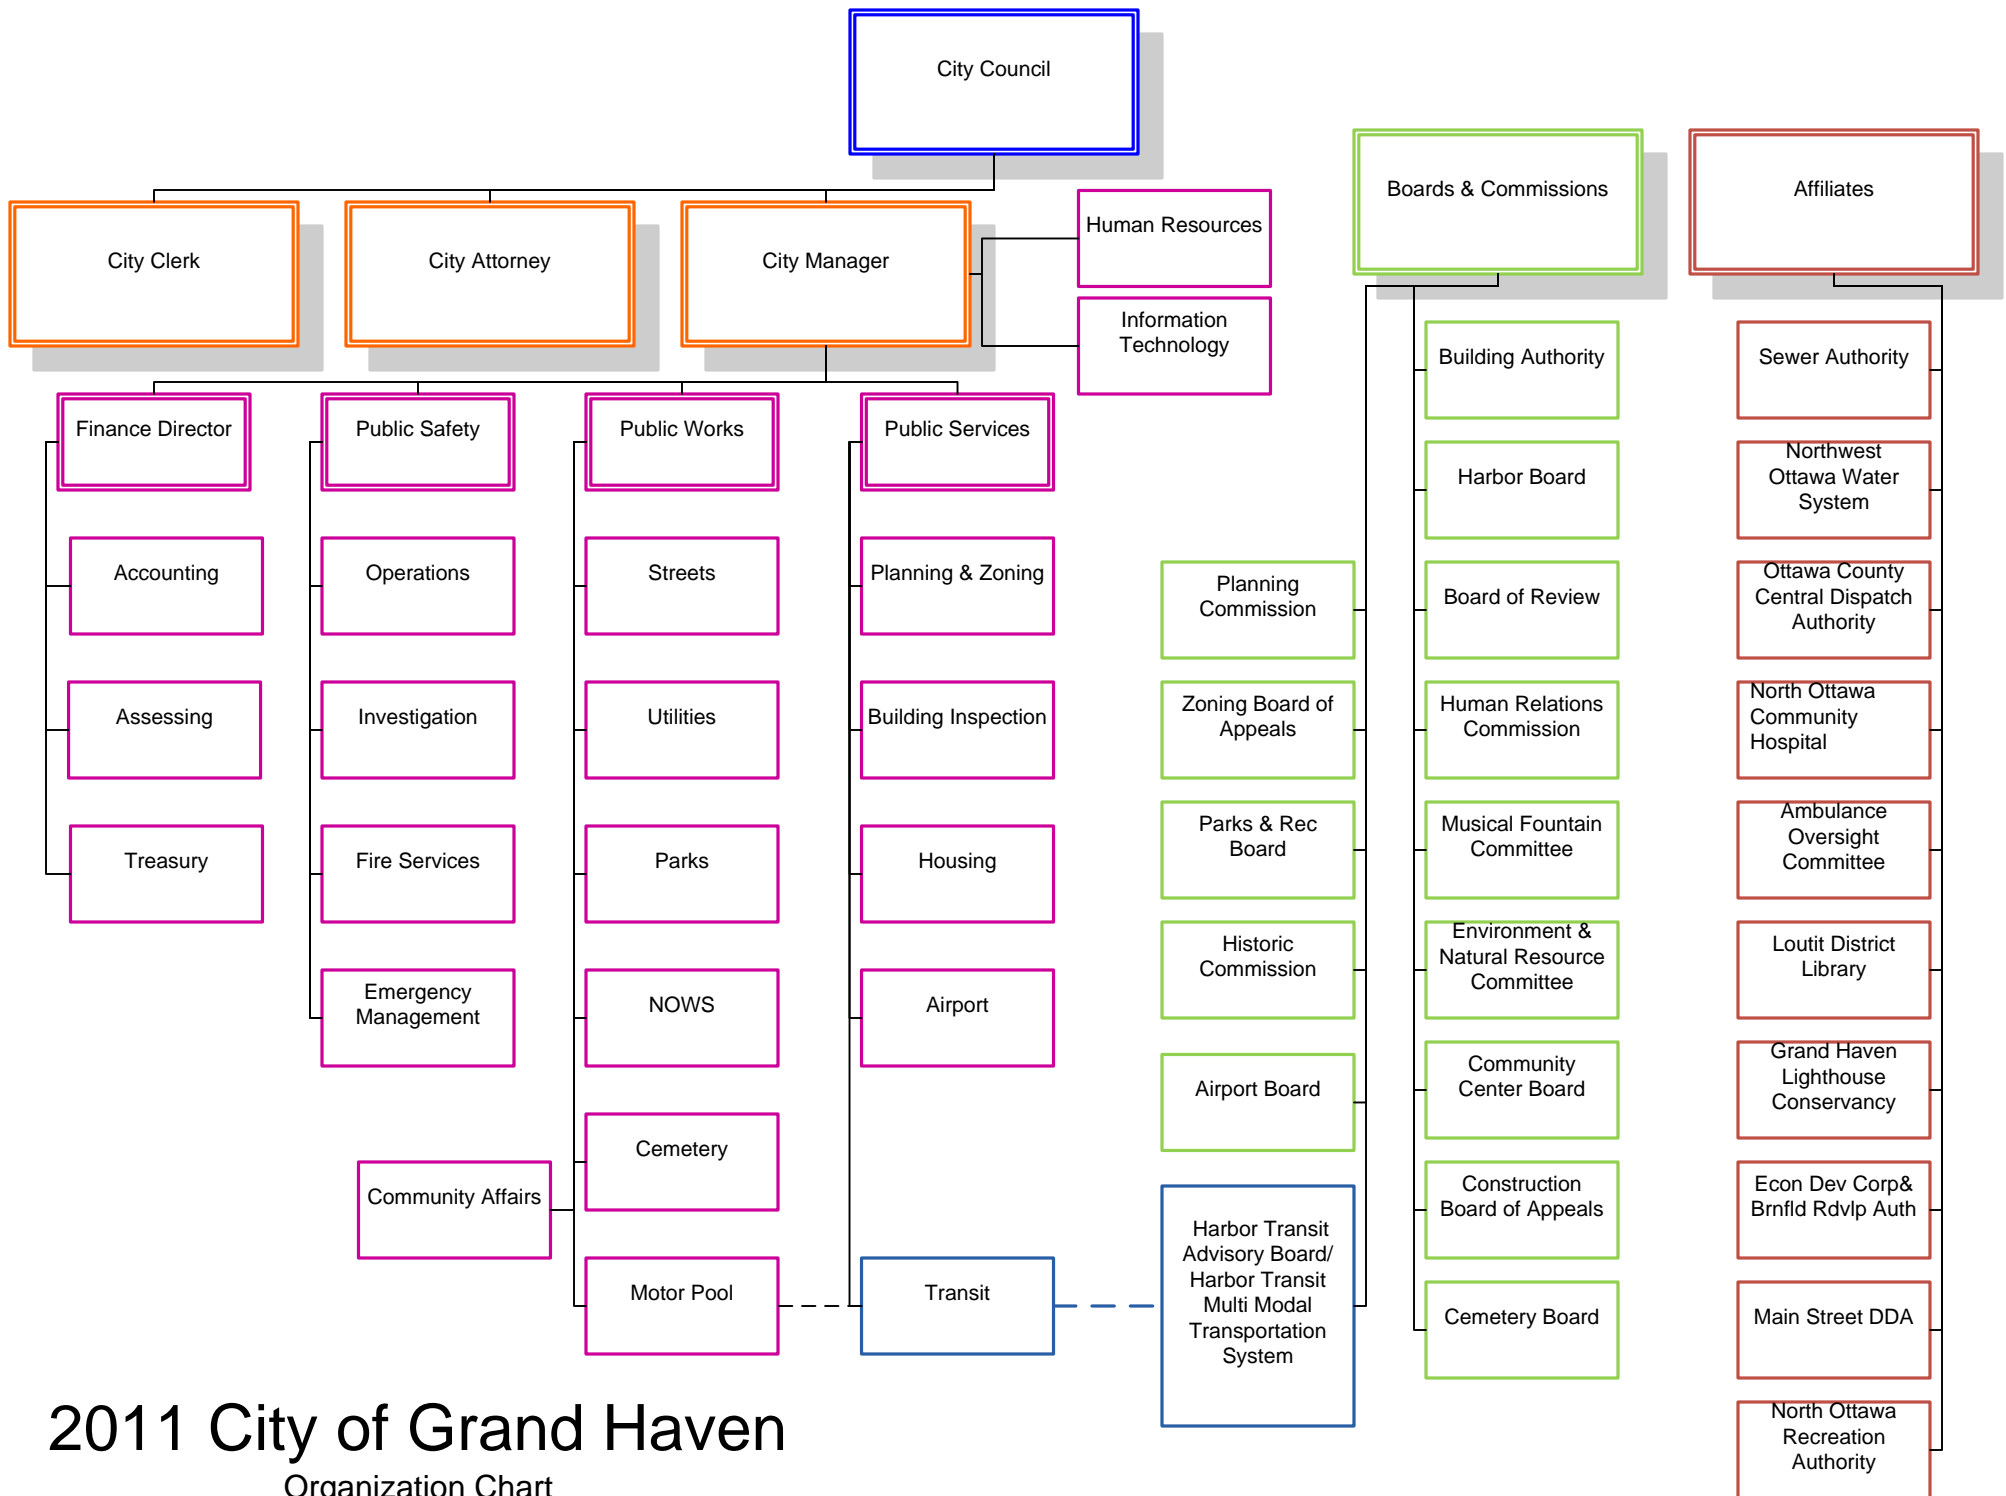 City Council
Boards & Commissions
Affiliates
City Clerk
City Attorney
City Manager
Human Resources
Information
Technology
Finance Director
Public Safety
Public Works
Public Services
Accounting
Assessing
Treasury
Operations
Investigation
Fire Services
Emergency
Management
Streets
Utilities
Parks
NOWS
Cemetery
Community Affairs
Motor Pool
Planning & Zoning
Building Inspection
Housing
Airport
Transit
Planning
Commission
Zoning Board of
Appeals
Parks & Rec
Board
Historic
Commission
Airport Board
Harbor Transit
Advisory Board/
Harbor Transit
Multi Modal
Transportation
System
Building Authority
Harbor Board
Board of Review
Human Relations
Commission
Musical Fountain
Committee
Environment &
Natural Resource
Committee
Community
Center Board
Construction
Board of Appeals
Cemetery Board
Sewer Authority
Northwest
Ottawa Water
System
Ottawa County
Central Dispatch
Authority
North Ottawa
Community
Hospital
Ambulance
Oversight
Committee
Loutit District
Library
Grand Haven
Lighthouse
Conservancy
Econ Dev Corp&
Brnfld Rdvlp Auth
Main Street DDA
North Ottawa
Recreation
Authority
2011 City of Grand Haven
Organization Chart